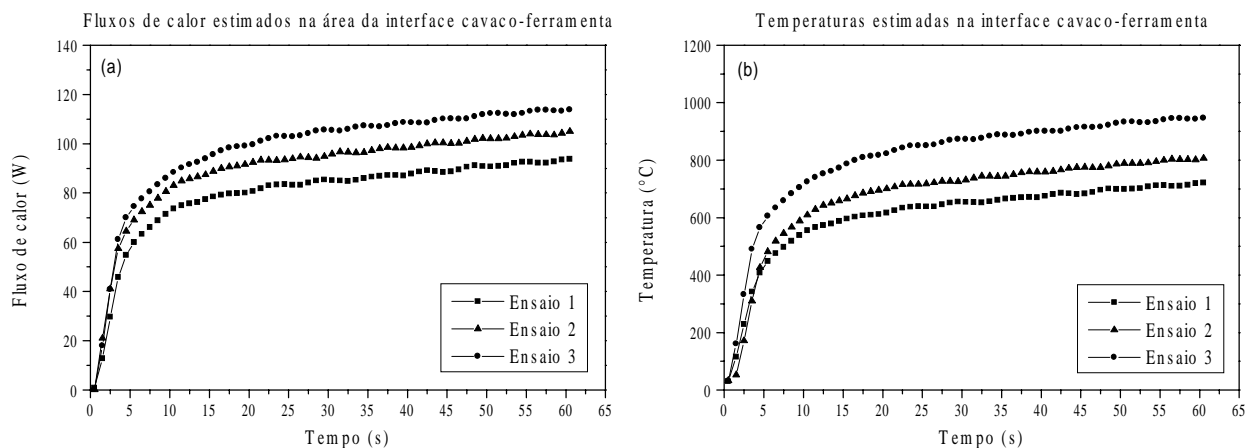 Fluxos de calor estimados na área da interface cavaco-ferramenta
(a)
Fluxo de calor (W)
140
120
100
80
60
40
20
0
0 5 10 15 20 25 30 35 40 45 50 55 60 65
Tempo (s)
Ensaio 1
Ensaio 2
Ensaio 3
Temperaturas estimadas na interface cavaco-ferramenta
(b)
Temperatura (°C)
1200
1000
800
600
400
200
0
0 5 10 15 20 25 30 35 40 45 50 55 60 65
Tempo (s)
Ensaio 1
Ensaio 2
Ensaio 3